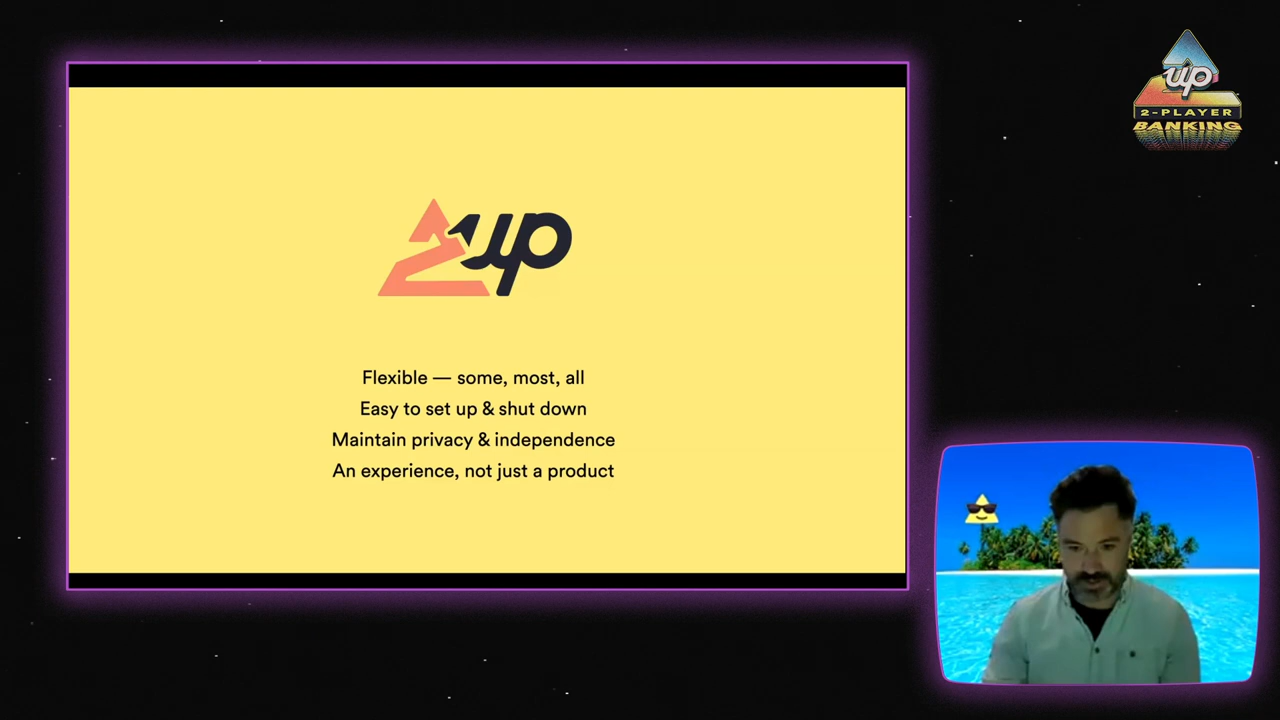 2up
Flexible — some, most, all
Easy to set up & shut down
Maintain privacy & independence
An experience, not just a product
up
2-PLAYER
BANKING